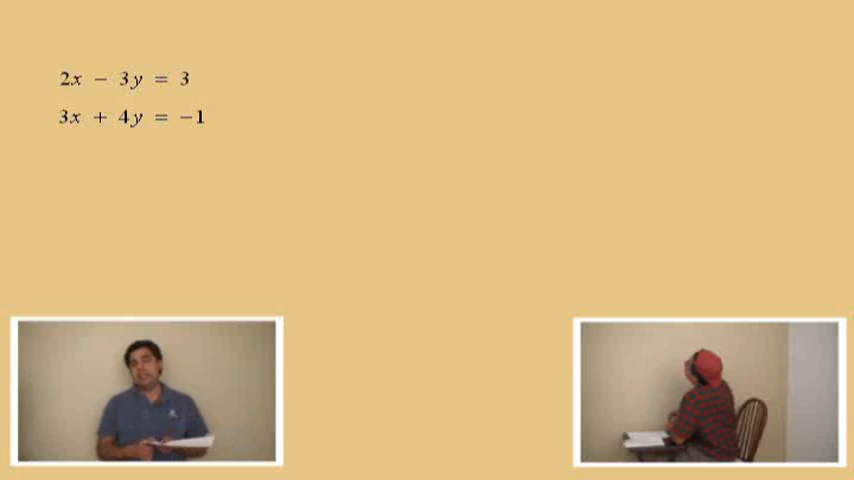 2x − 3y = 3
3x + 4y = −1